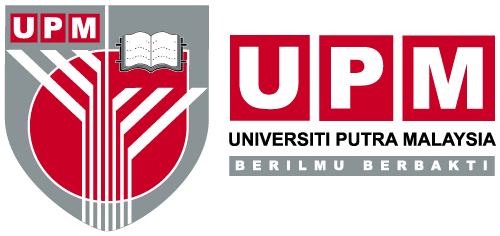 UPM
UPM
UNIVERSITI PUTRA MALAYSIA
BERILMU BERBAKTI